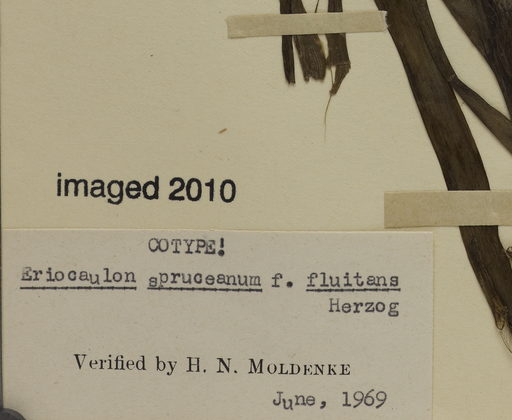 imaged 2010
COTYPE!
Eriocaulon spruceanum f. fluitans
Herzog
Verified by H. N. MOLDENKE
June, 1969